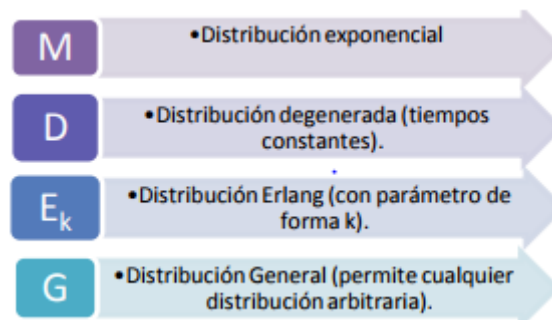 M
•Distribución exponencial
D
•Distribución degenerada (tiempos
constantes).
Ek
•Distribución Erlang (con parámetro de
forma k).
G
•Distribución General (permite cualquier
distribución arbitraria).